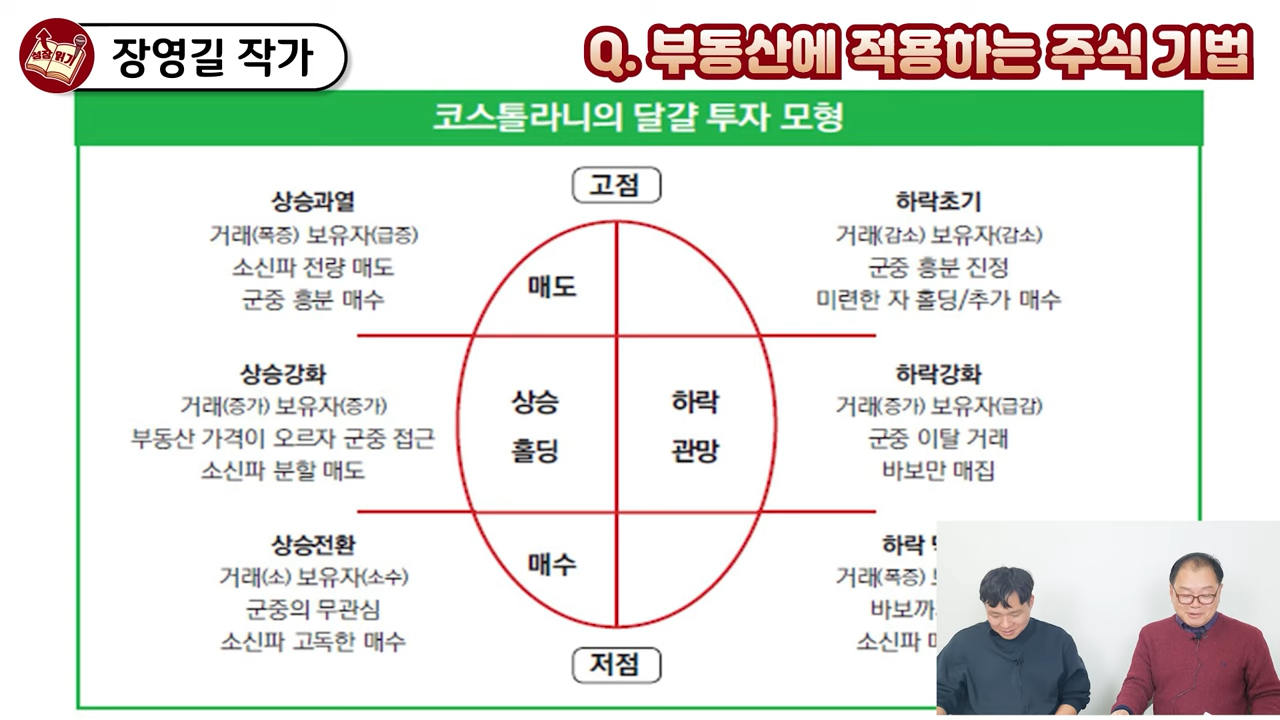 성점 읽기
장영길 작가
Q. 부동산에 적용하는 주식 기법
코스톨라니의 달걀 투자 모형
고점
상승과열
거래(폭증) 보유자(급증)
소신파 전량 매도
군중 흥분 매수
하락초기
거래(감소) 보유자(감소)
군중 흥분 진정
미련한 자 홀딩/추가 매수
매도
상승강화
거래(증가) 보유자(증가)
부동산 가격이 오르자 군중 접근
소신파 분할 매도
상승
홀딩
하락
관망
하락강화
거래(증가) 보유자(급감)
군중 이탈 거래
바보만 매집
상승전환
거래(소) 보유자(소수)
군중의 무관심
소신파 고독한 매수
매수
하락
거래(폭증)
바보까
소신파
저점